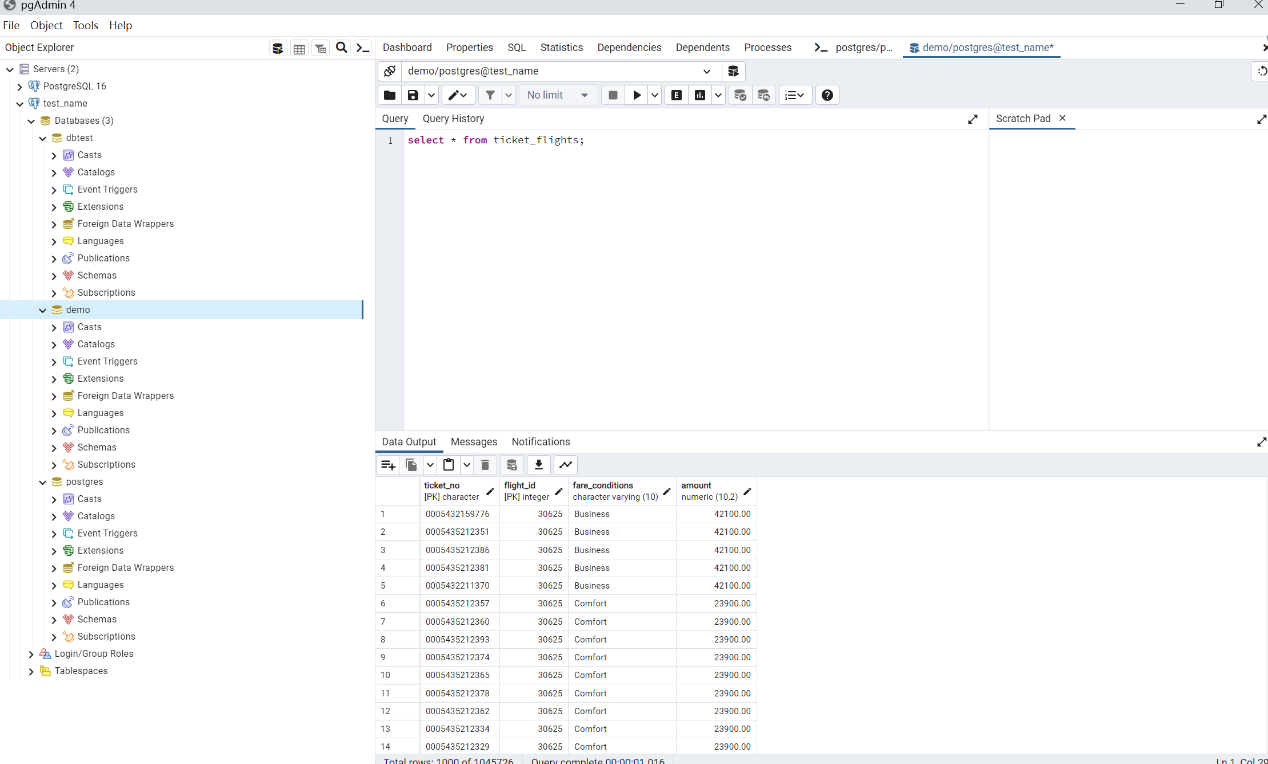 pgAdmin 4
File Object Tools Help
Object Explorer
Dashboard Properties SQL Statistics Dependencies Dependents Processes postgres/p... demo/postgres@test_name*
Servers (2)
PostgreSQL 16
test_name
Databases (3)
dbtest
Casts
Catalogs
Event Triggers
Extensions
Foreign Data Wrappers
Languages
Publications
Schemas
Subscriptions
demo
Casts
Catalogs
Event Triggers
Extensions
Foreign Data Wrappers
Languages
Publications
Schemas
Subscriptions
postgres
Casts
Catalogs
Event Triggers
Extensions
Foreign Data Wrappers
Languages
Publications
Schemas
Subscriptions
Login/Group Roles
Tablespaces
demo/postgres@test_name
No limit E
Query Query History
Scratch Pad
1 select * from ticket_flights;
Data Output Messages Notifications
ticket_no flight_id fare_conditions amount
[PK] character [PK] integer character varying (10) numeric (10,2)
1 0005432159776 30625 Business 42100.00
2 0005435212351 30625 Business 42100.00
3 0005435212386 30625 Business 42100.00
4 0005435212381 30625 Business 42100.00
5 0005432211370 30625 Business 42100.00
6 0005435212357 30625 Comfort 23900.00
7 0005435212360 30625 Comfort 23900.00
8 0005435212393 30625 Comfort 23900.00
9 0005435212374 30625 Comfort 23900.00
10 0005435212365 30625 Comfort 23900.00
11 0005435212378 30625 Comfort 23900.00
12 0005435212362 30625 Comfort 23900.00
13 0005435212334 30625 Comfort 23900.00
14 0005435212329 30625 Comfort 23900.00
Total rows: 1000 of 1045726 Query complete 00:00:01.016 Ln 1, Col 29